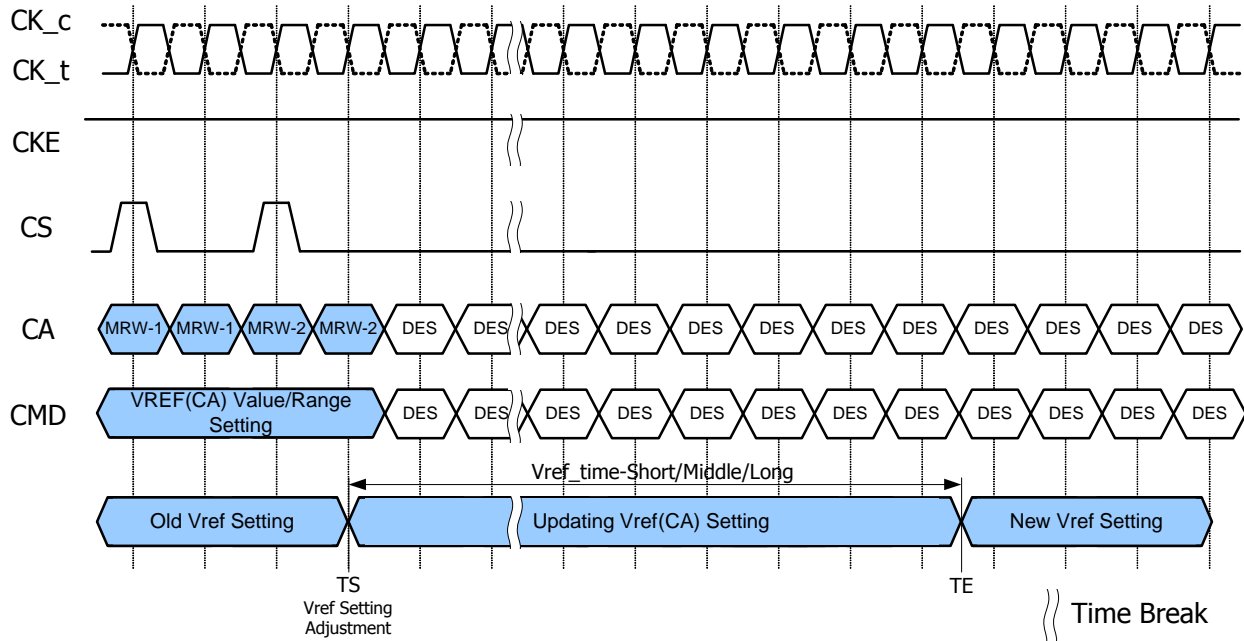 CK_c
CK_t
CKE
CS
CA MRW-1 MRW-1 MRW-2 MRW-2 DES DES DES DES DES DES DES DES DES DES DES DES
CMD VREF(CA) Value/Range
Setting DES DES DES DES DES DES DES DES DES DES DES DES
Vref_time-Short/Middle/Long
Old Vref Setting Updating Vref(CA) Setting New Vref Setting
TS TE
Vref Setting
Adjustment
Time Break